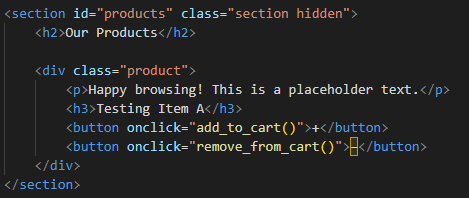 <section id="products" class="section hidden">
<h2>Our Products</h2>
<div class="product">
<p>Happy browsing! This is a placeholder text.</p>
<h3>Testing Item A</h3>
<button onclick="add_to_cart()">+</button>
<button onclick="remove_from_cart()">-</button>
</div>
</section>